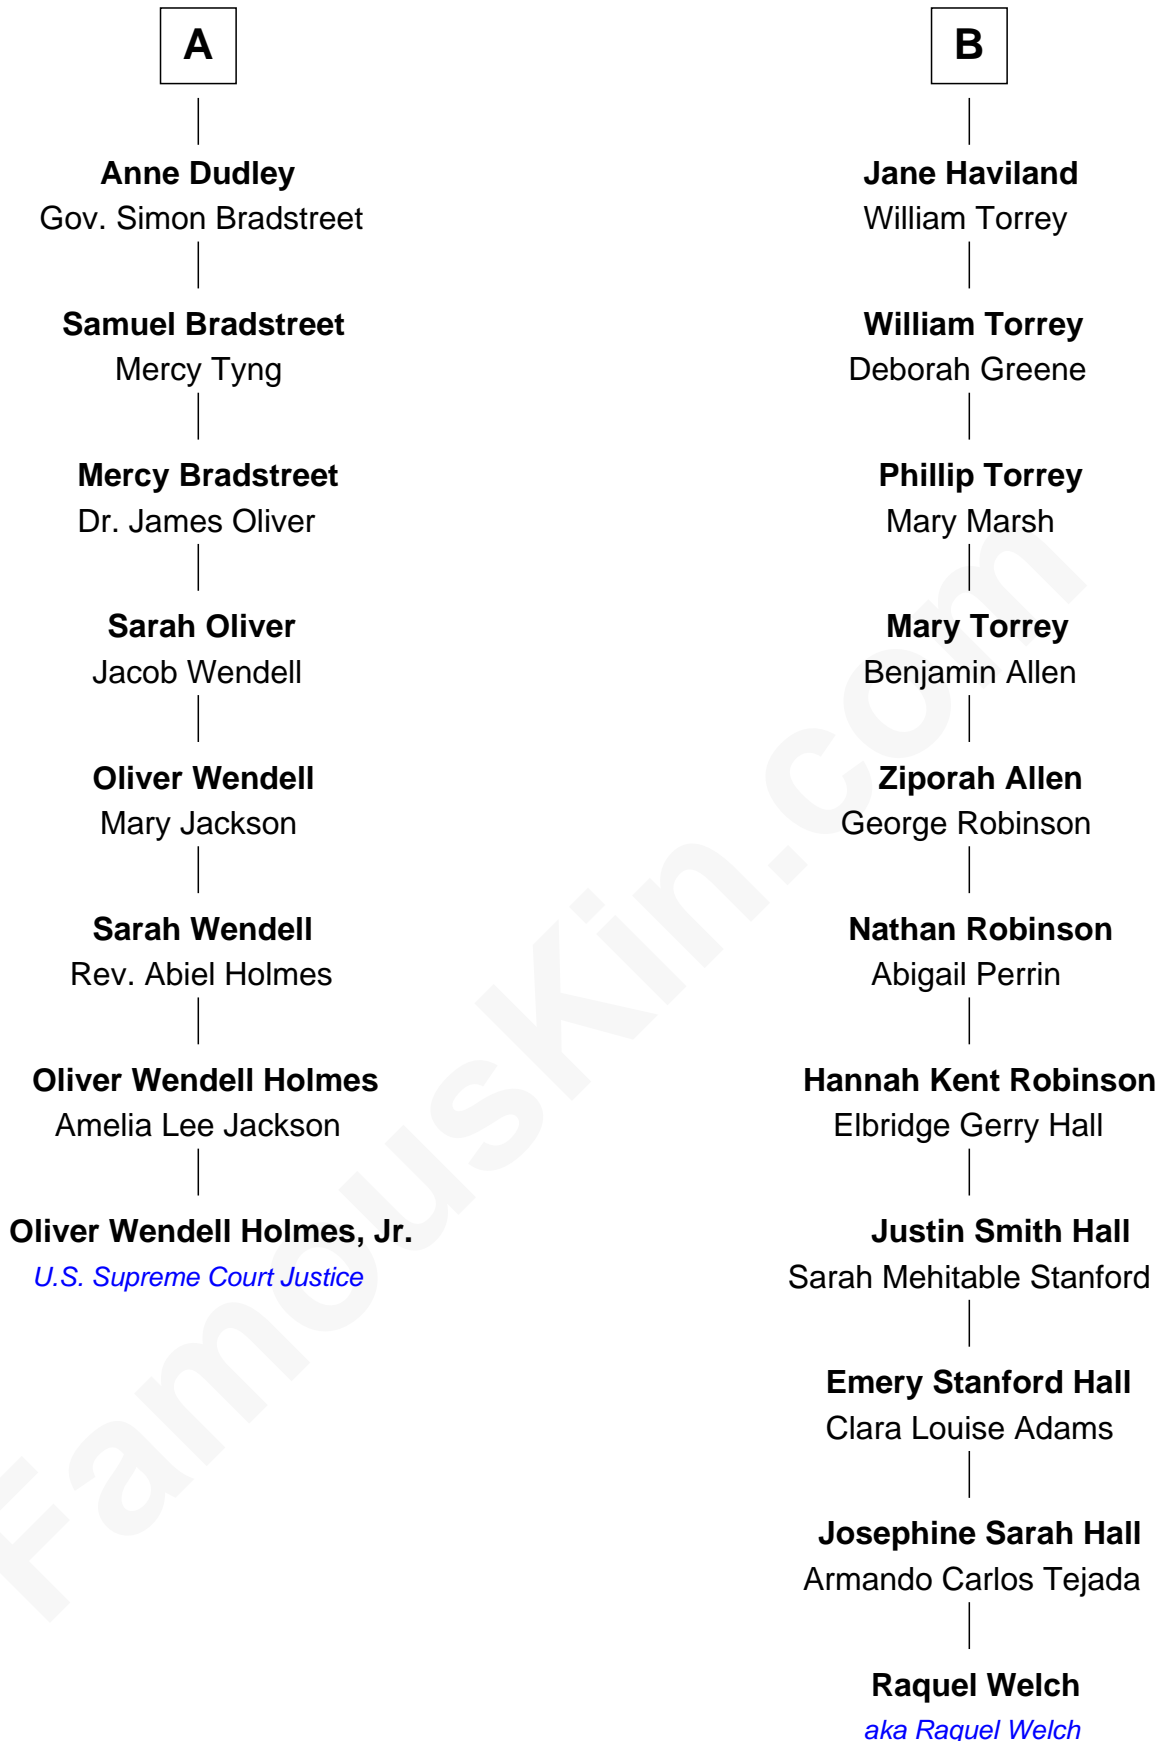 A
Anne Dudley
Gov. Simon Bradstreet
Samuel Bradstreet
Mercy Tyng
Mercy Bradstreet
Dr. James Oliver
Sarah Oliver
Jacob Wendell
Oliver Wendell
Mary Jackson
Sarah Wendell
Rev. Abiel Holmes
Oliver Wendell Holmes
Amelia Lee Jackson
Oliver Wendell Holmes, Jr.
U.S. Supreme Court Justice
B
Jane Haviland
William Torrey
William Torrey
Deborah Greene
Phillip Torrey
Mary Marsh
Mary Torrey
Benjamin Allen
Ziporah Allen
George Robinson
Nathan Robinson
Abigail Perrin
Hannah Kent Robinson
Elbridge Gerry Hall
Justin Smith Hall
Sarah Mehitable Stanford
Emery Stanford Hall
Clara Louise Adams
Josephine Sarah Hall
Armando Carlos Tejada
Raquel Welch
aka Raquel Welch
FamousKin.com